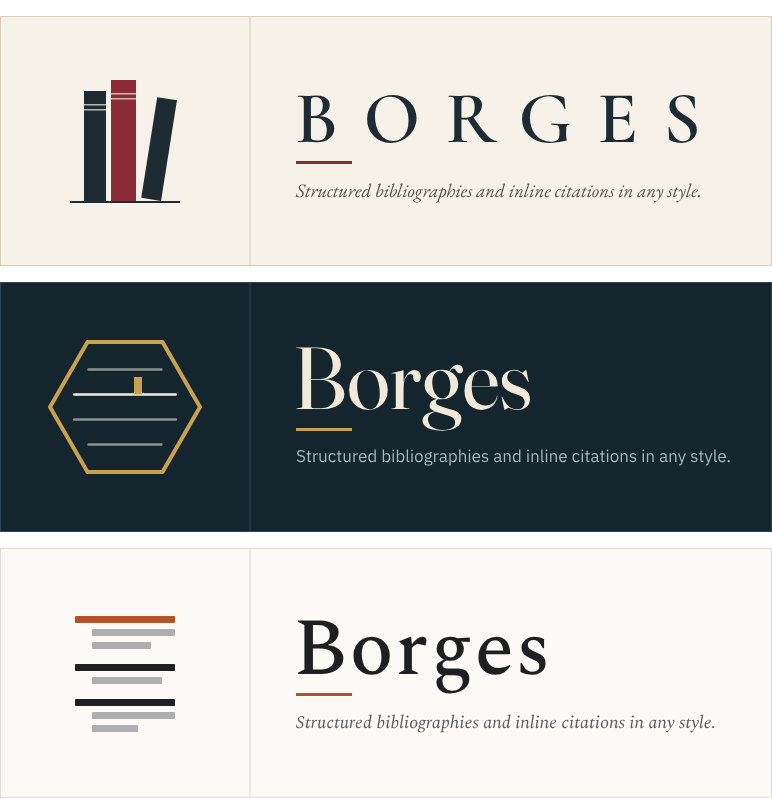 BORGES
Structured bibliographies and inline citations in any style.
Borges
Structured bibliographies and inline citations in any style.
Borges
Structured bibliographies and inline citations in any style.